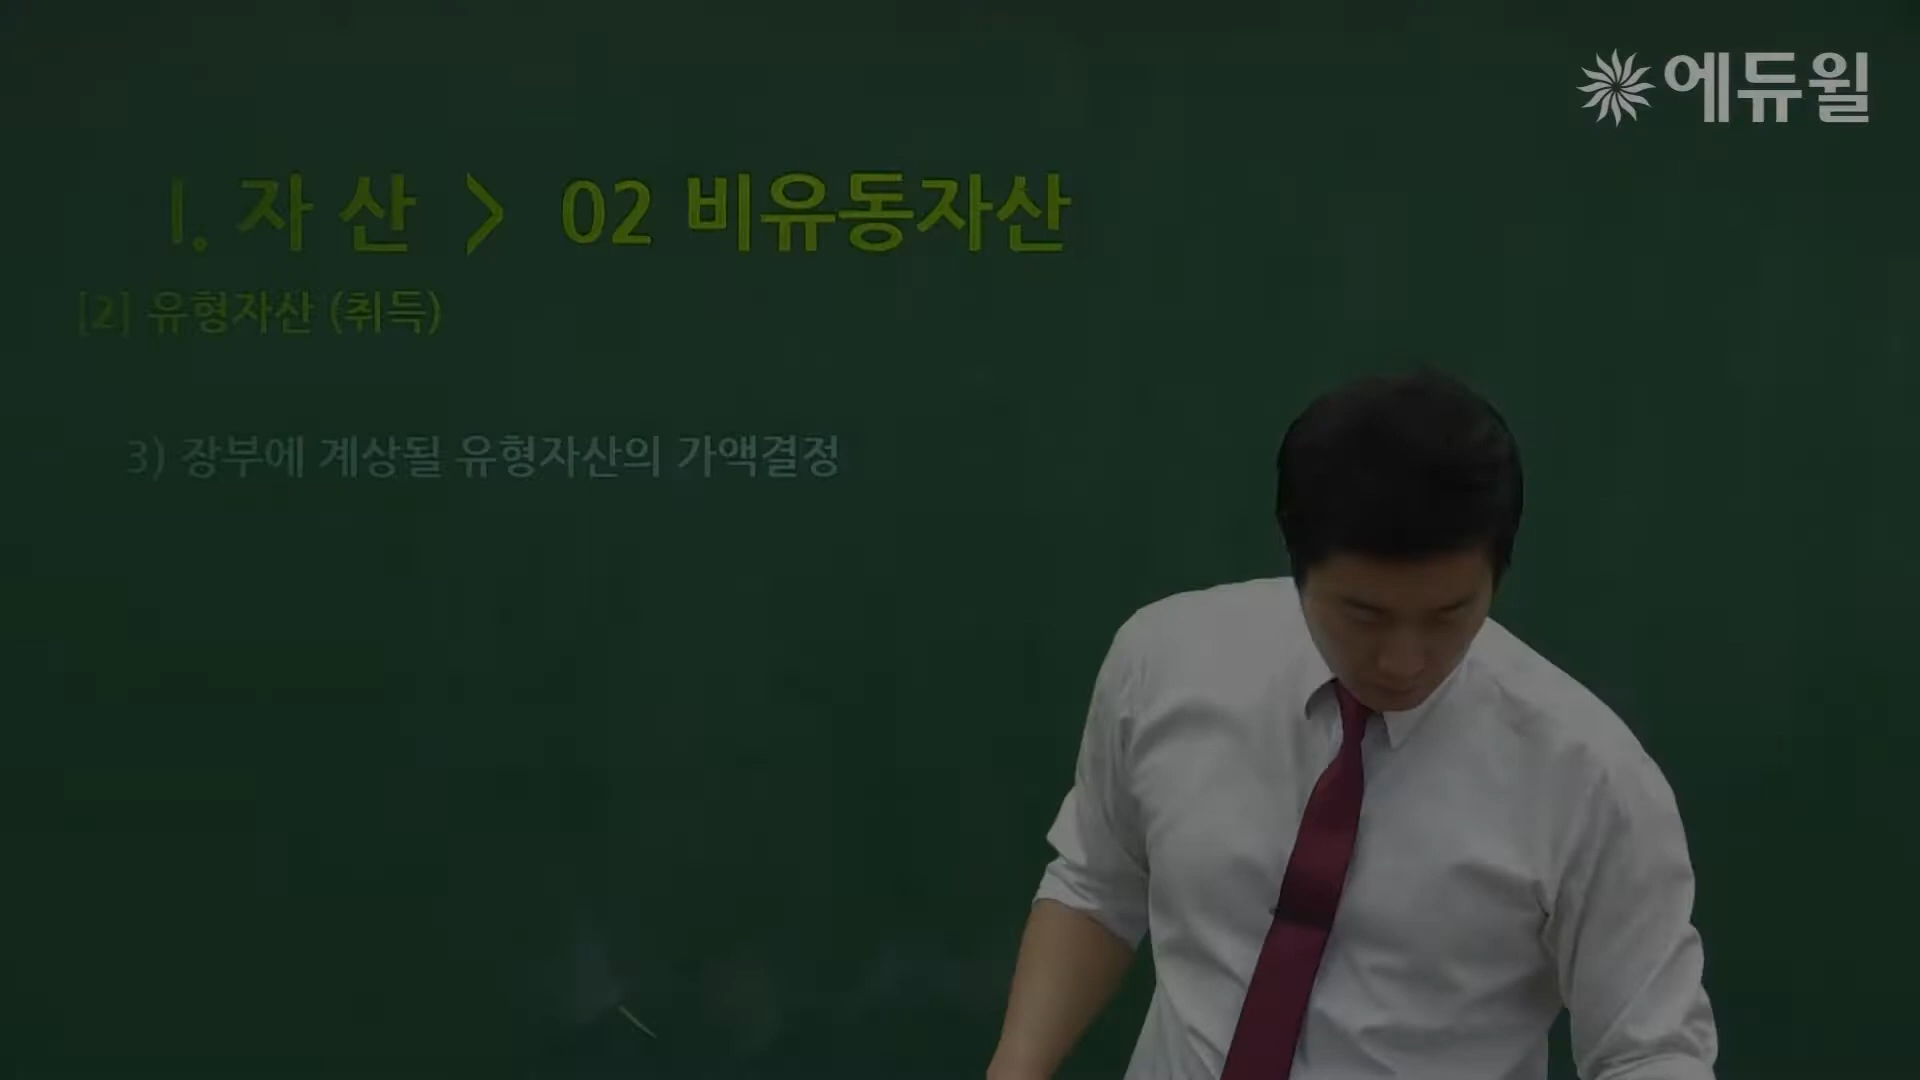 에듀윌
I. 자 산 > 02 비유동자산
[2] 유형자산 (취득)
3) 장부에 계상될 유형자산의 가액결정